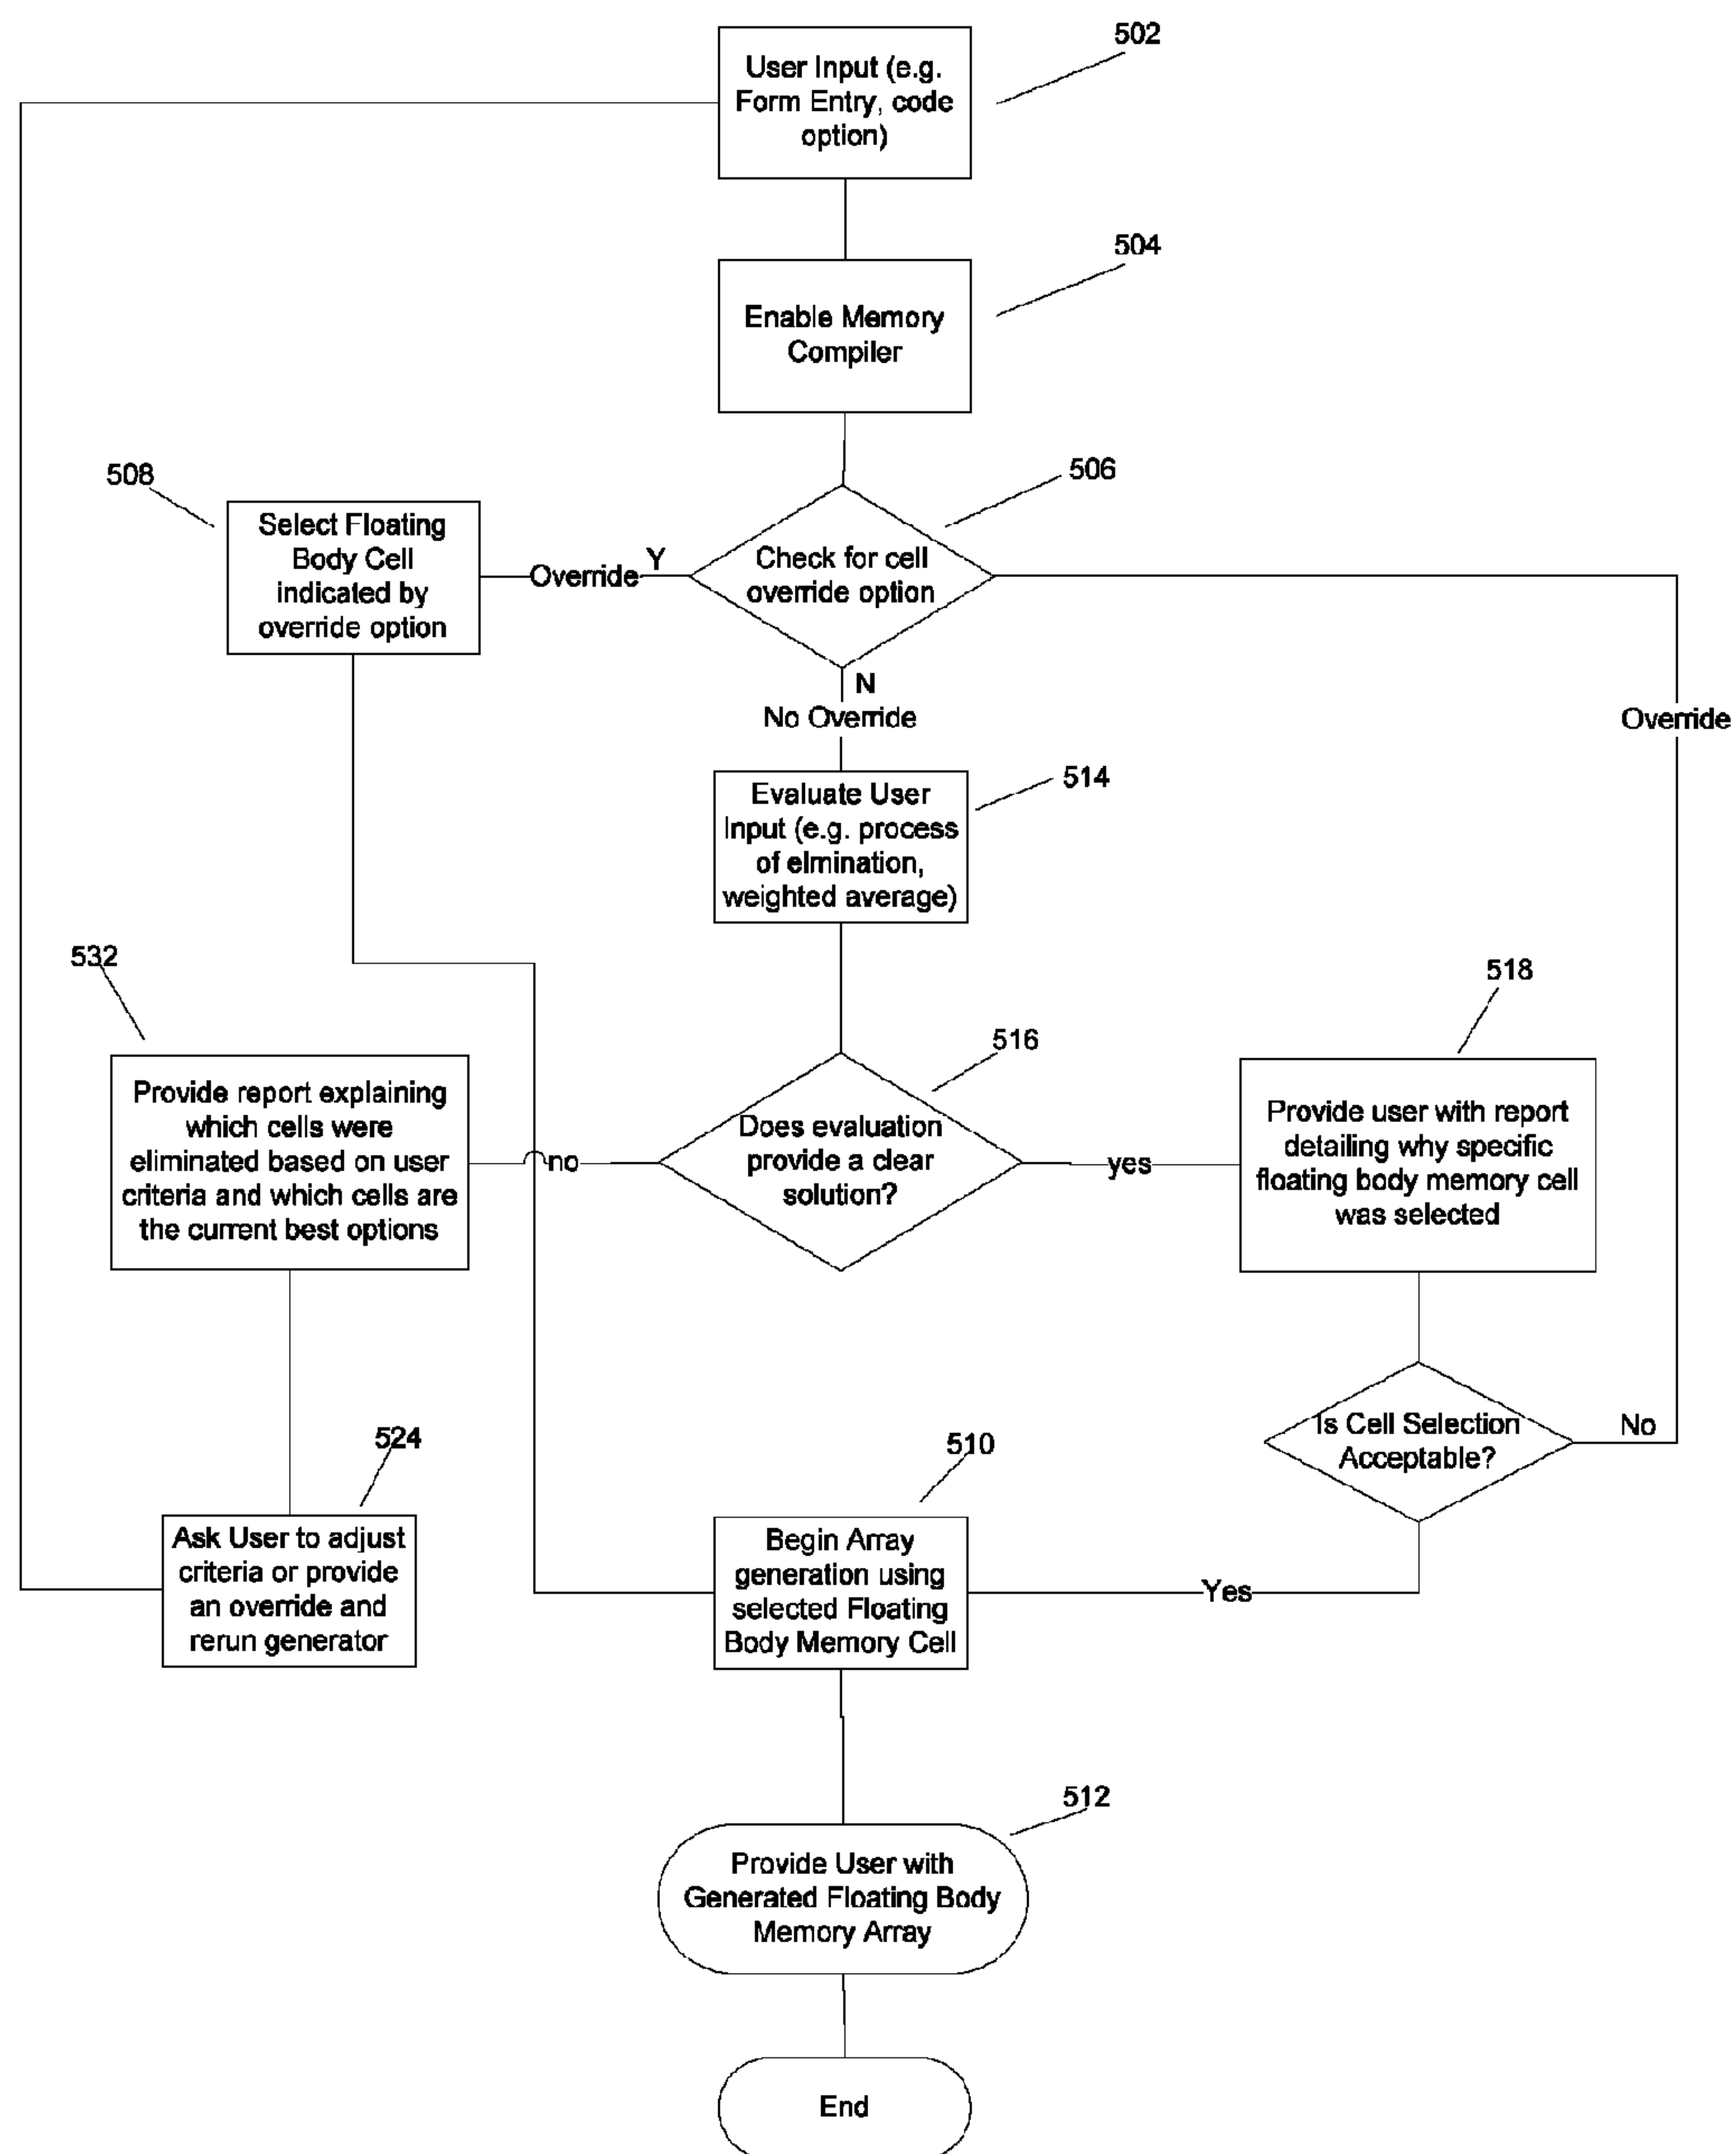 502
User Input (e.g.
Form Entry, code
option)
504
Enable Memory
Compiler
506
508
Select Floating
Body Cell
indicated by
override option
Override
Y
Check for cell
override option
N
No Override
Override
514
Evaluate User
Input (e.g. process
of elmination,
weighted average)
532
518
516
Provide report explaining
which cells were
eliminated based on user
criteria and which cells are
the current best options
no
Does evaluation
provide a clear
solution?
yes
Provide user with report
detailing why specific
floating body memory cell
was selected
Is Cell Selection
Acceptable?
No
524
510
Ask User to adjust
criteria or provide
an override and
rerun generator
Begin Array
generation using
selected Floating
Body Memory Cell
Yes
512
Provide User with
Generated Floating Body
Memory Array
End